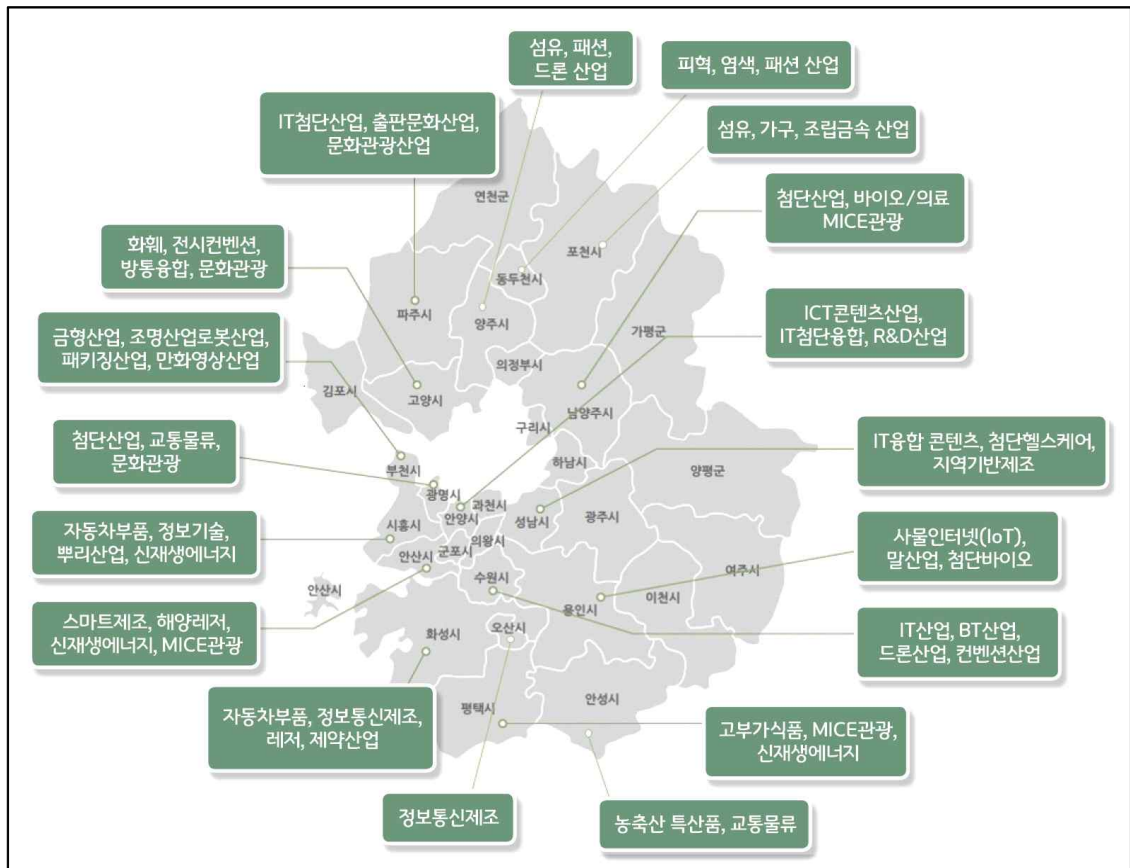 섬유, 패션,
드론 산업
피혁, 염색, 패션 산업
IT첨단산업, 출판문화산업,
문화관광산업
섬유, 가구, 조립금속 산업
첨단산업, 바이오/의료
MICE관광
화훼, 전시컨벤션,
방통융합, 문화관광
ICT콘텐츠산업,
IT첨단융합, R&D산업
금형산업, 조명산업로봇산업,
패키징산업, 만화영상산업
첨단산업, 교통물류,
문화관광
IT융합 콘텐츠, 첨단헬스케어,
지역기반제조
자동차부품, 정보기술,
뿌리산업, 신재생에너지
사물인터넷(IoT),
말산업, 첨단바이오
스마트제조, 해양레저,
신재생에너지, MICE관광
IT산업, BT산업,
드론산업, 컨벤션산업
자동차부품, 정보통신제조,
레저, 제약산업
고부가식품, MICE관광,
신재생에너지
정보통신제조
농축산 특산품, 교통물류
연천군
포천시
동두천시
파주시
양주시
가평군
의정부시
김포시
고양시
남양주시
구리시
하남시
양평군
부천시
광명시
과천시
안양시
성남시
광주시
시흥시
의왕시
군포시
안산시
수원시
여주시
안산시
용인시
이천시
오산시
화성시
안성시
평택시